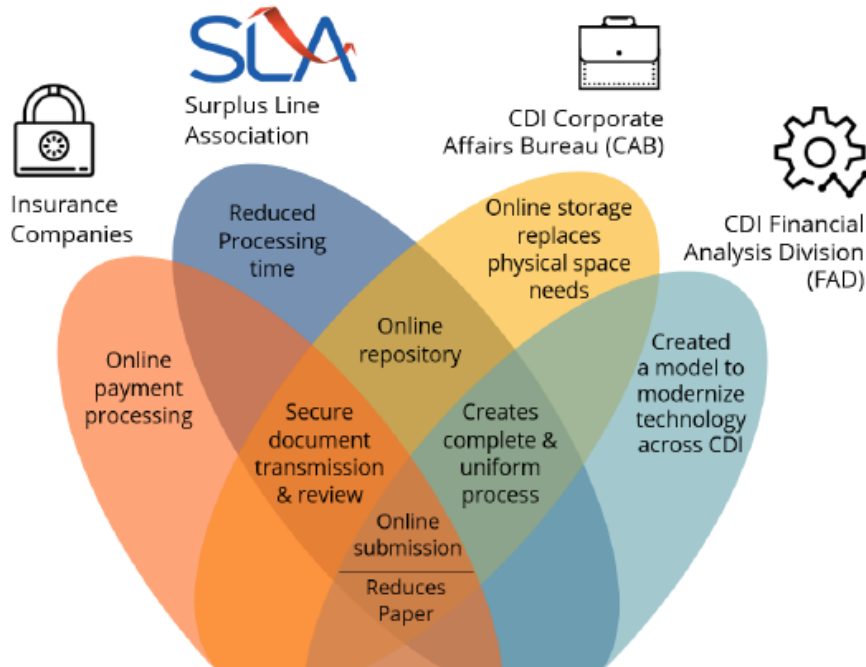 SLA
Surplus Line
Association
CDI Corporate
Affairs Bureau (CAB)
Insurance
Companies
CDI Financial
Analysis Division
(FAD)
Reduced
Processing
time
Online storage
replaces
physical space
needs
Online
repository
Online
payment
processing
Created
a model to
modernize
technology
across CDI
Secure
document
transmission
& review
Creates
complete &
uniform
process
Online
submission
Reduces
Paper